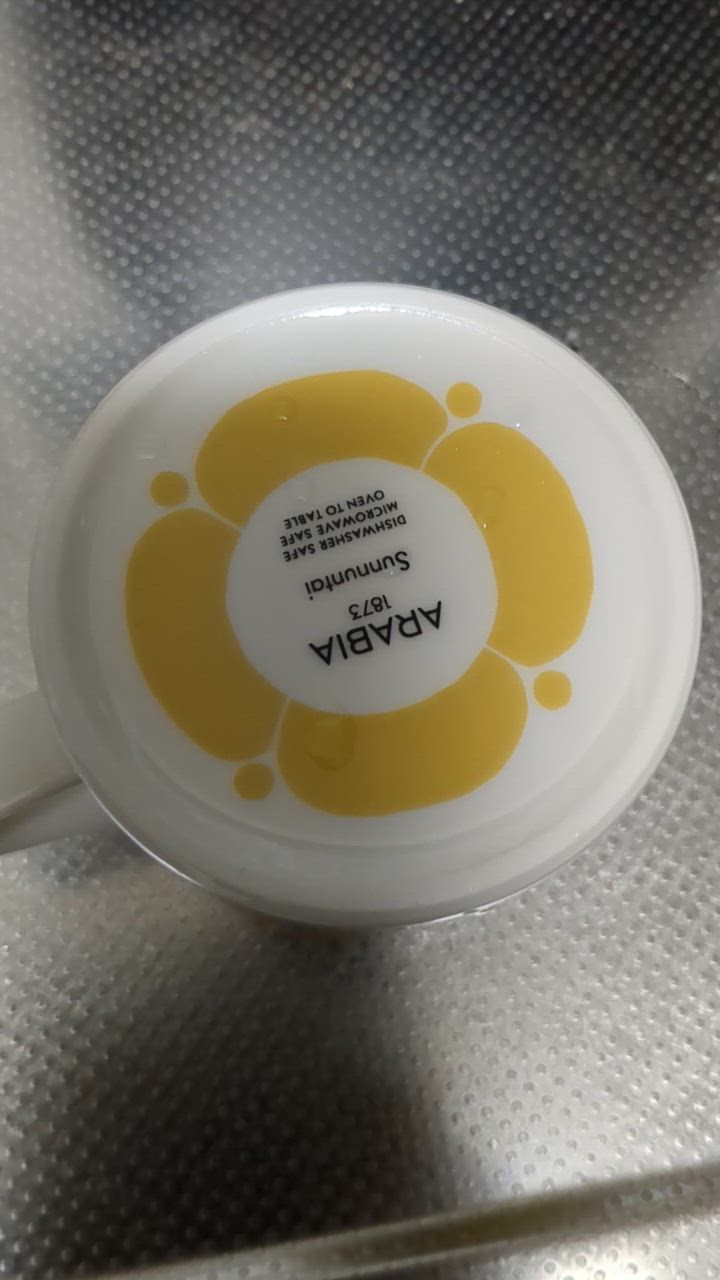 ARABIA
1873
Sunnuntai
DISHWASHER SAFE
MICROWAVE SAFE
OVEN TO TABLE